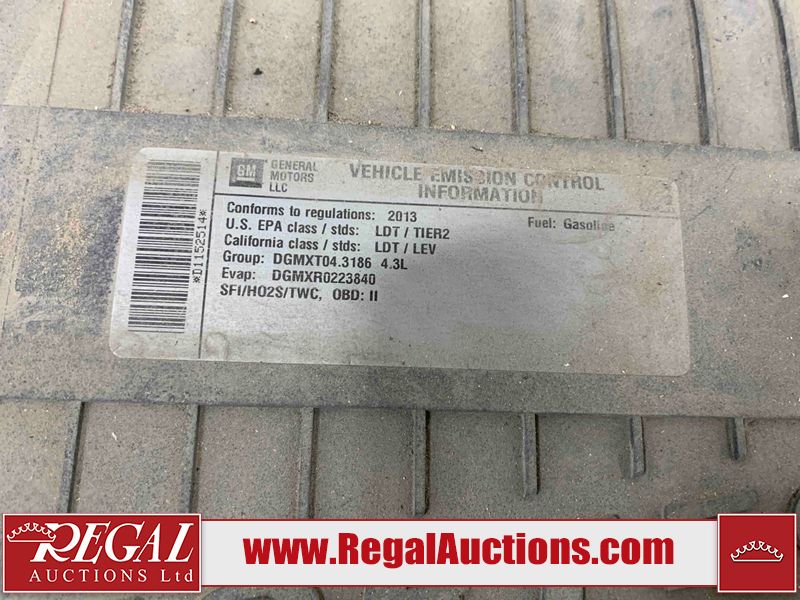 GM
GENERAL
MOTORS
LLC
VEHICLE EMISSION CONTROL
INFORMATION
Conforms to regulations: 2013
Fuel: Gasoline
U.S. EPA class / stds: LDT / TIER2
California class / stds: LDT / LEV
Group: DGMXT04.3186 4.3L
Evap: DGMXR0223840
SFI/HO2S/TWC, OBD: II
*D1152514*
REGAL
AUCTIONS Ltd
www.RegalAuctions.com